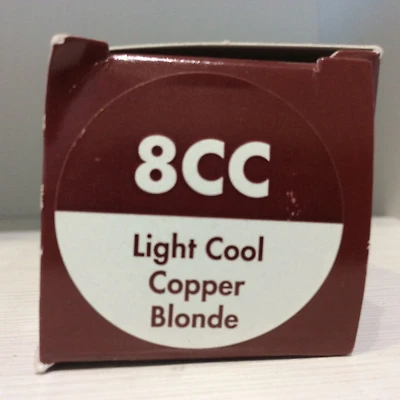 8CC
Light Cool
Copper
Blonde